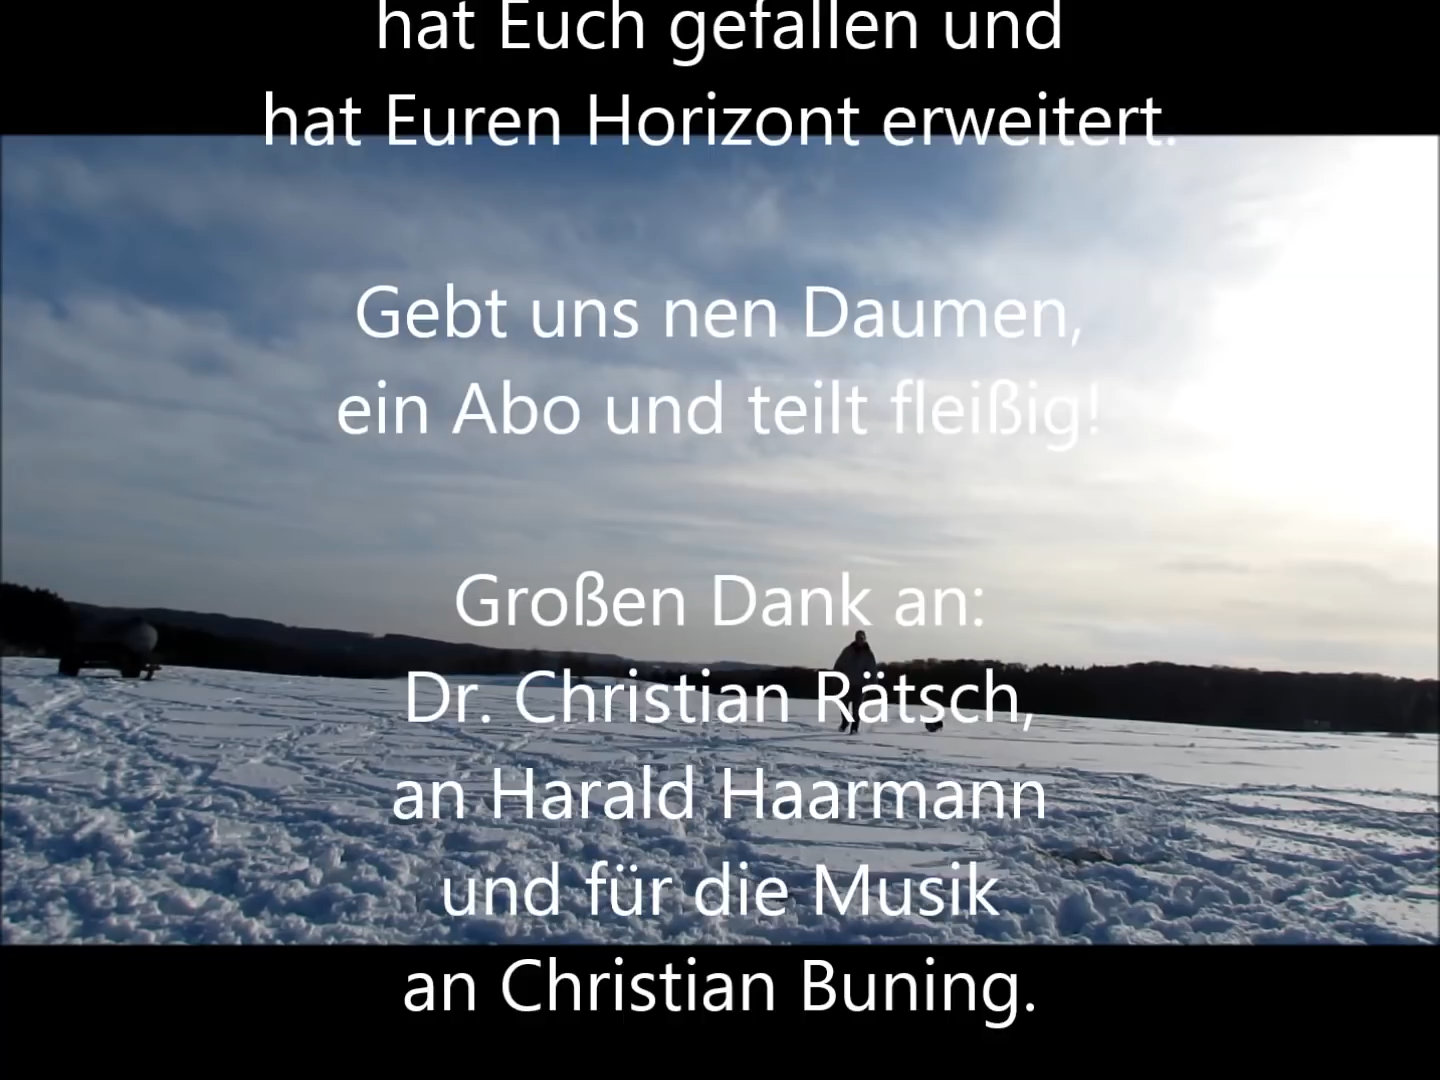 hat Euch gefallen und
hat Euren Horizont erweitert.
Gebt uns nen Daumen,
ein Abo und teilt fleißig!
Großen Dank an:
Dr. Christian Rätsch,
an Harald Haarmann
und für die Musik
an Christian Buning.